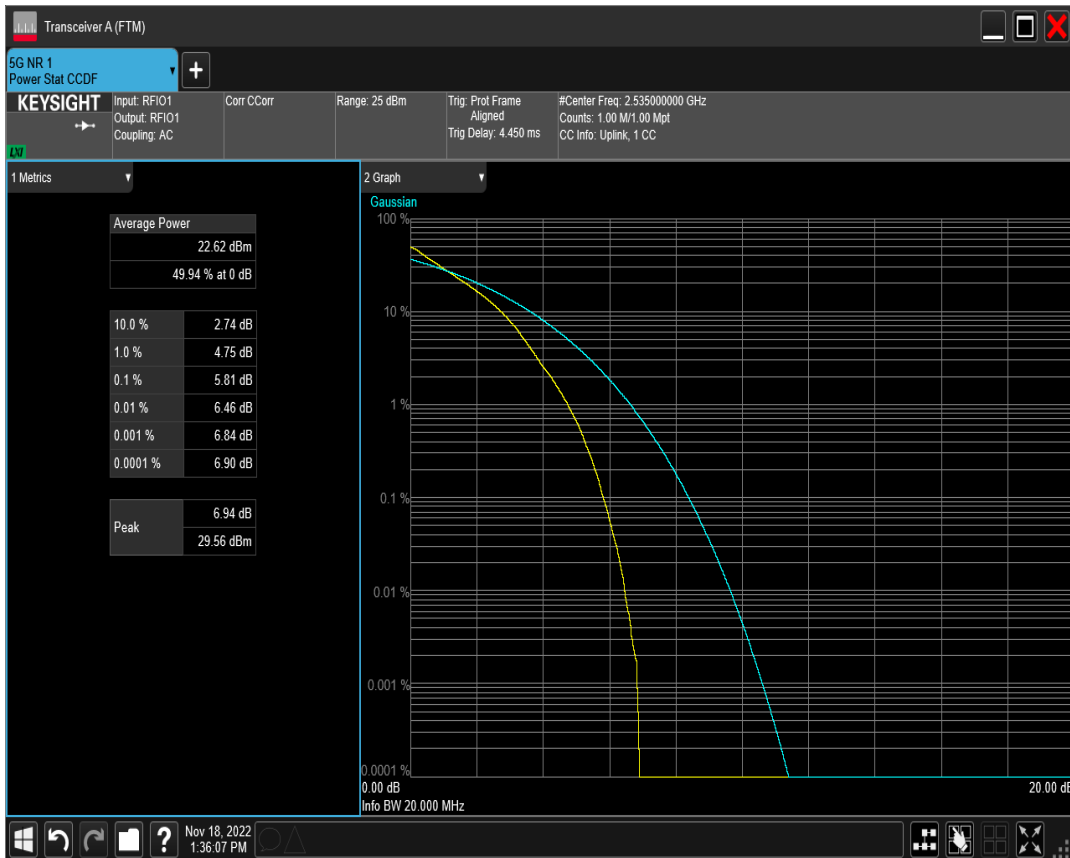 Transceiver A (FTM)
5G NR 1
Power Stat CCDF
+
KEYSIGHT
LXI
Input: RFIO1
Output: RFIO1
Coupling: AC
Corr CCorr
Range: 25 dBm
Trig: Prot Frame
Aligned
Trig Delay: 4.450 ms
#Center Freq: 2.535000000 GHz
Counts: 1.00 M/1.00 Mpt
CC Info: Uplink, 1 CC
1 Metrics
Average Power
22.62 dBm
49.94 % at 0 dB
10.0 % 2.74 dB
1.0 % 4.75 dB
0.1 % 5.81 dB
0.01 % 6.46 dB
0.001 % 6.84 dB
0.0001 % 6.90 dB
Peak 6.94 dB
29.56 dBm
2 Graph
Gaussian
100 %
10 %
1 %
0.1 %
0.01 %
0.001 %
0.0001 %
0.00 dB 20.00 dB
Info BW 20.000 MHz
? Nov 18, 2022
1:36:07 PM